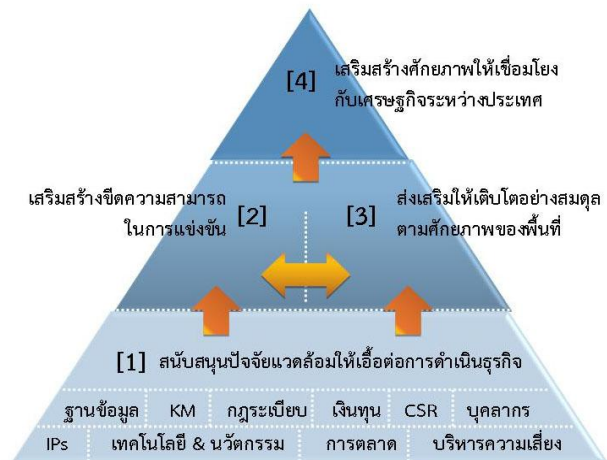 [4] เสริมสร้างศักยภาพให้เชื่อมโยง
กับเศรษฐกิจระหว่างประเทศ
เสริมสร้างขีดความสามารถ
ในการแข่งขัน [2]
[3] ส่งเสริมให้เติบโตอย่างสมดุล
ตามศักยภาพของพื้นที่
[1] สนับสนุนปัจจัยแวดล้อมให้เอื้อต่อการดำเนินธุรกิจ
ฐานข้อมูล KM กฎระเบียบ เงินทุน CSR บุคลากร
IPs เทคโนโลยี & นวัตกรรม การตลาด บริหารความเสี่ยง